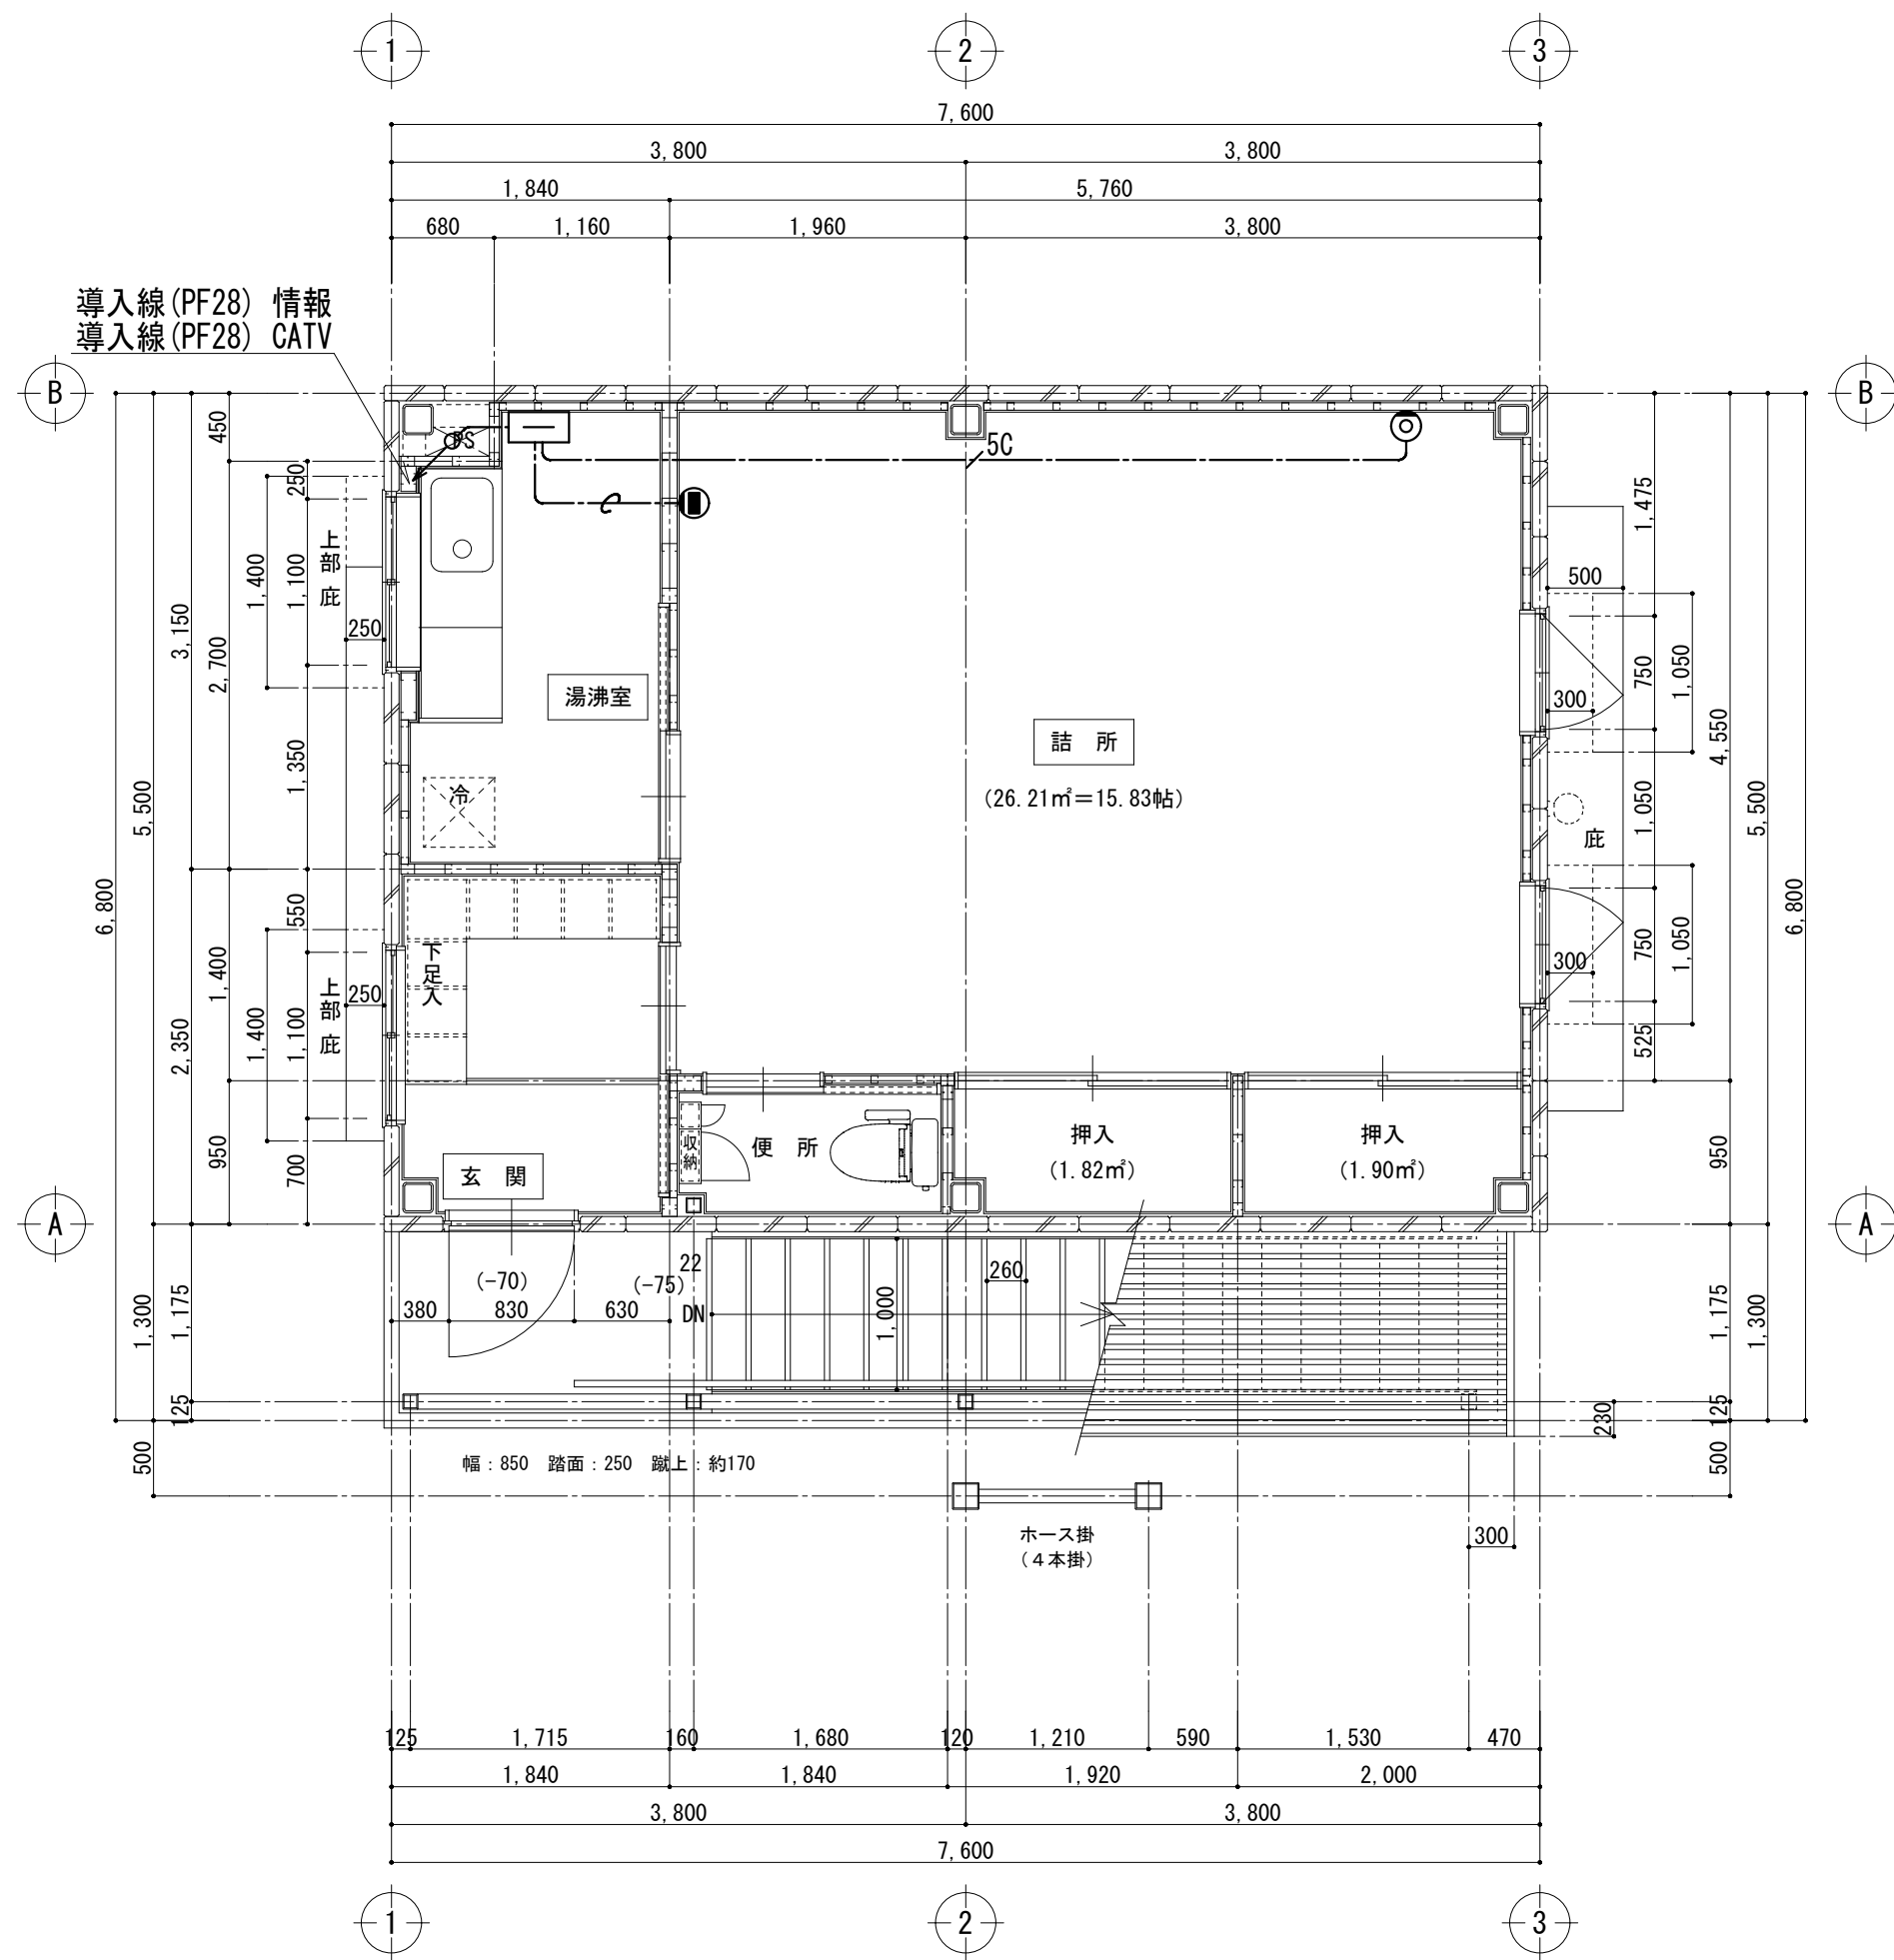 1 2 3
7,600
3,800 3,800
1,840 5,760
680 1,160 1,960 3,800
導入線(PF28) 情報
導入線(PF28) CATV
B B
450
250
1,100
1,400
2,700
3,150
1,350
5,500
6,800
550
1,400
1,100
1,400
2,350
950
700
上部庇
250
上部庇
250
PS
5C
湯沸室
詰 所
(26.21㎡=15.83帖)
冷
下足入
玄 関
収納
便 所
押入
(1.82㎡)
押入
(1.90㎡)
1,475
500
750
1,050
300
4,550
1,050
庇
5,500
6,800
750
1,050
300
525
950
A A
22
(-70) (-75)
380 830 630 DN
1,000
260
1,300
1,175
125
500
1,175
1,300
125
230
500
幅:850 踏面:250 蹴上:約170
ホース掛
(4本掛)
300
125 1,715 160 1,680 120 1,210 590 1,530 470
1,840 1,840 1,920 2,000
3,800 3,800
7,600
1 2 3